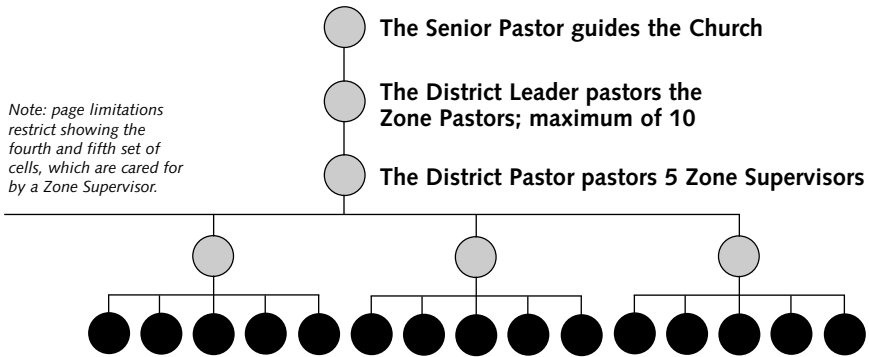 The Senior Pastor guides the Church
The District Leader pastors the
Zone Pastors; maximum of 10
Note: page limitations
restrict showing the
fourth and fifth set of
cells, which are cared for
by a Zone Supervisor.
The District Pastor pastors 5 Zone Supervisors